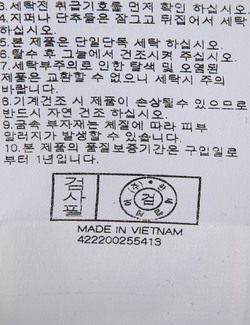 3.세탁전 취급기호를 먼저 확인 하십시오.
4.지퍼나 단추등은 잠그고 뒤집어서 세탁
하십시오.
5.본 제품은 단일단독 세탁 하십시오.
6.탈수 후 그늘에서 건조시켜 주십시오.
7.세탁부주의로 인한 탈색 및 오염된
제품은 교환할 수 없으니 세탁시 주의
바랍니다.
8.기계건조 시 제품이 손상될수 있으므로
반드시 자연 건조 하십시오.
9.금속 부자재는 체질에 따라 피부
알러지가 발생할 수 있습니다.
10.본 제품의 품질보증기간은 구입일로
부터 1년입니다.
검사필
(주)
검
MADE IN VIETNAM
422200255413